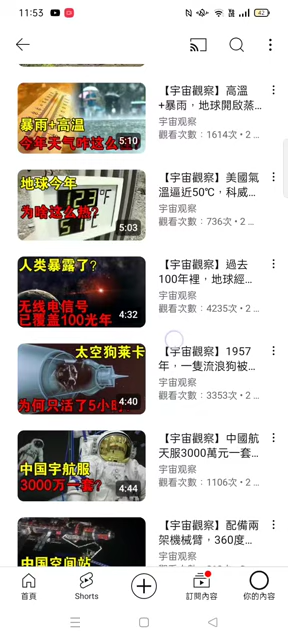 11:53
42
暴雨+高温
今年天气咋这么
5:10
【宇宙觀察】高溫
+暴雨，地球開啟蒸...
宇宙观察
觀看次數：1614次 • 2 ...
地球今年
为啥这么热?
123°F
51°C
5:03
【宇宙觀察】美國氣
溫逼近50℃，科威...
宇宙观察
觀看次數：736次 • 2 ...
人类暴露了?
无线电信号
已覆盖100光年
4:32
【宇宙觀察】過去
100年裡，地球經...
宇宙观察
觀看次數：4235次 • 2 ...
太空狗莱卡
为何只活了5小时
4:40
【宇宙觀察】1957
年，一隻流浪狗被...
宇宙观察
觀看次數：3353次 • 2 ...
中国宇航服
3000万一套?
4:44
【宇宙觀察】中國航
天服3000萬元一套...
宇宙观察
觀看次數：1106次 • 2 ...
中国空间站
【宇宙觀察】配備兩
架機械臂，360度...
宇宙观察
首頁
Shorts
訂閱內容
你的內容